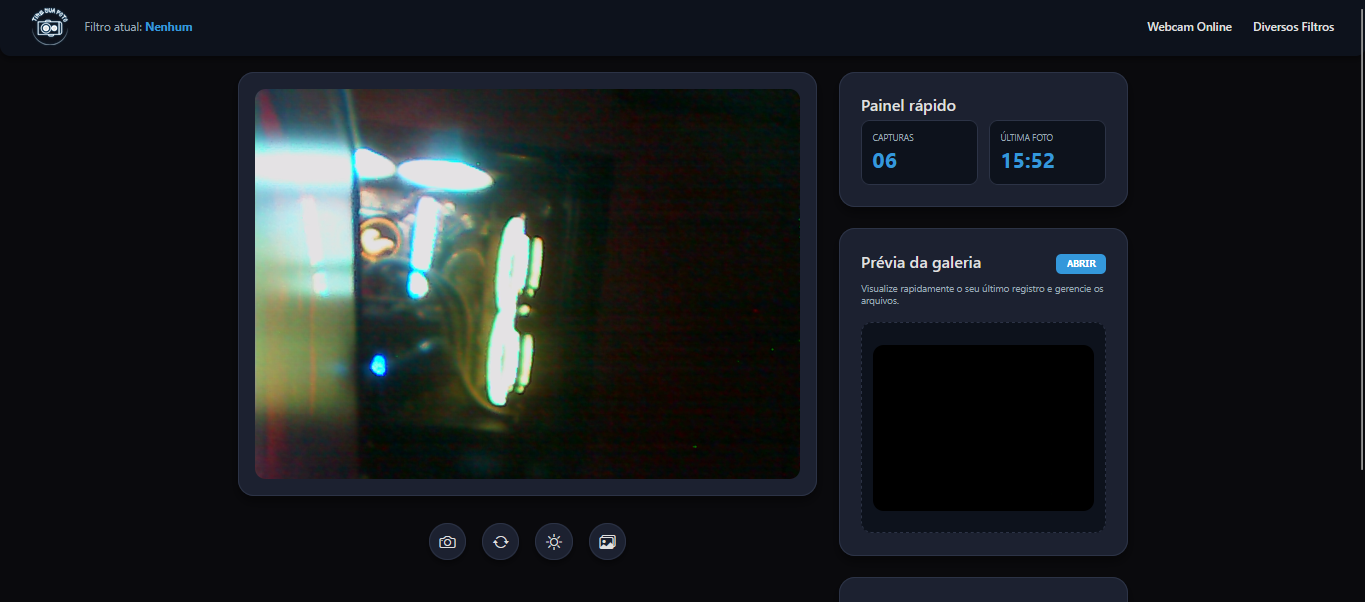 TIRE SUA FOTO
Filtro atual: Nenhum
Webcam Online
Diversos Filtros
Painel rápido
CAPTURAS
06
ÚLTIMA FOTO
15:52
Prévia da galeria
ABRIR
Visualize rapidamente o seu último registro e gerencie os
arquivos.